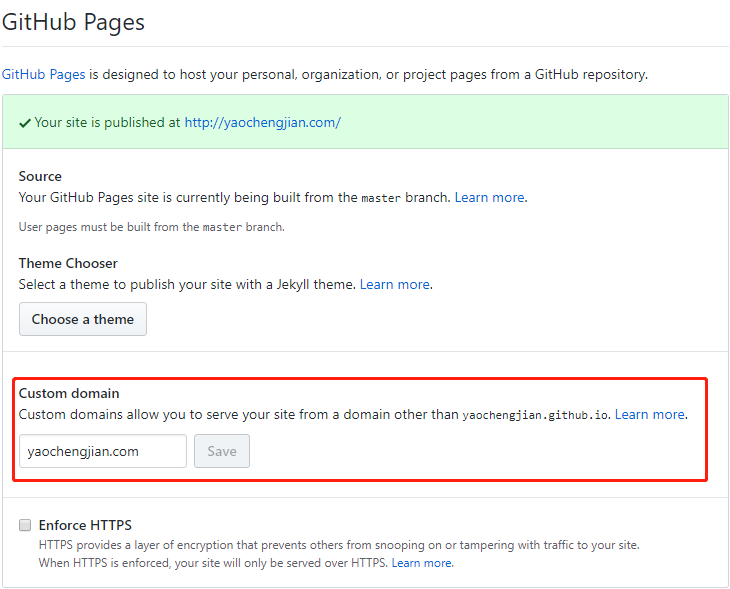 GitHub Pages
GitHub Pages is designed to host your personal, organization, or project pages from a GitHub repository.
Your site is published at http://yaochengjian.com/
Source
Your GitHub Pages site is currently being built from the master branch. Learn more.
User pages must be built from the master branch.
Theme Chooser
Select a theme to publish your site with a Jekyll theme. Learn more.
Choose a theme
Custom domain
Custom domains allow you to serve your site from a domain other than yaochengjian.github.io. Learn more.
yaochengjian.com Save
Enforce HTTPS
HTTPS provides a layer of encryption that prevents others from snooping on or tampering with traffic to your site.
When HTTPS is enforced, your site will only be served over HTTPS. Learn more.